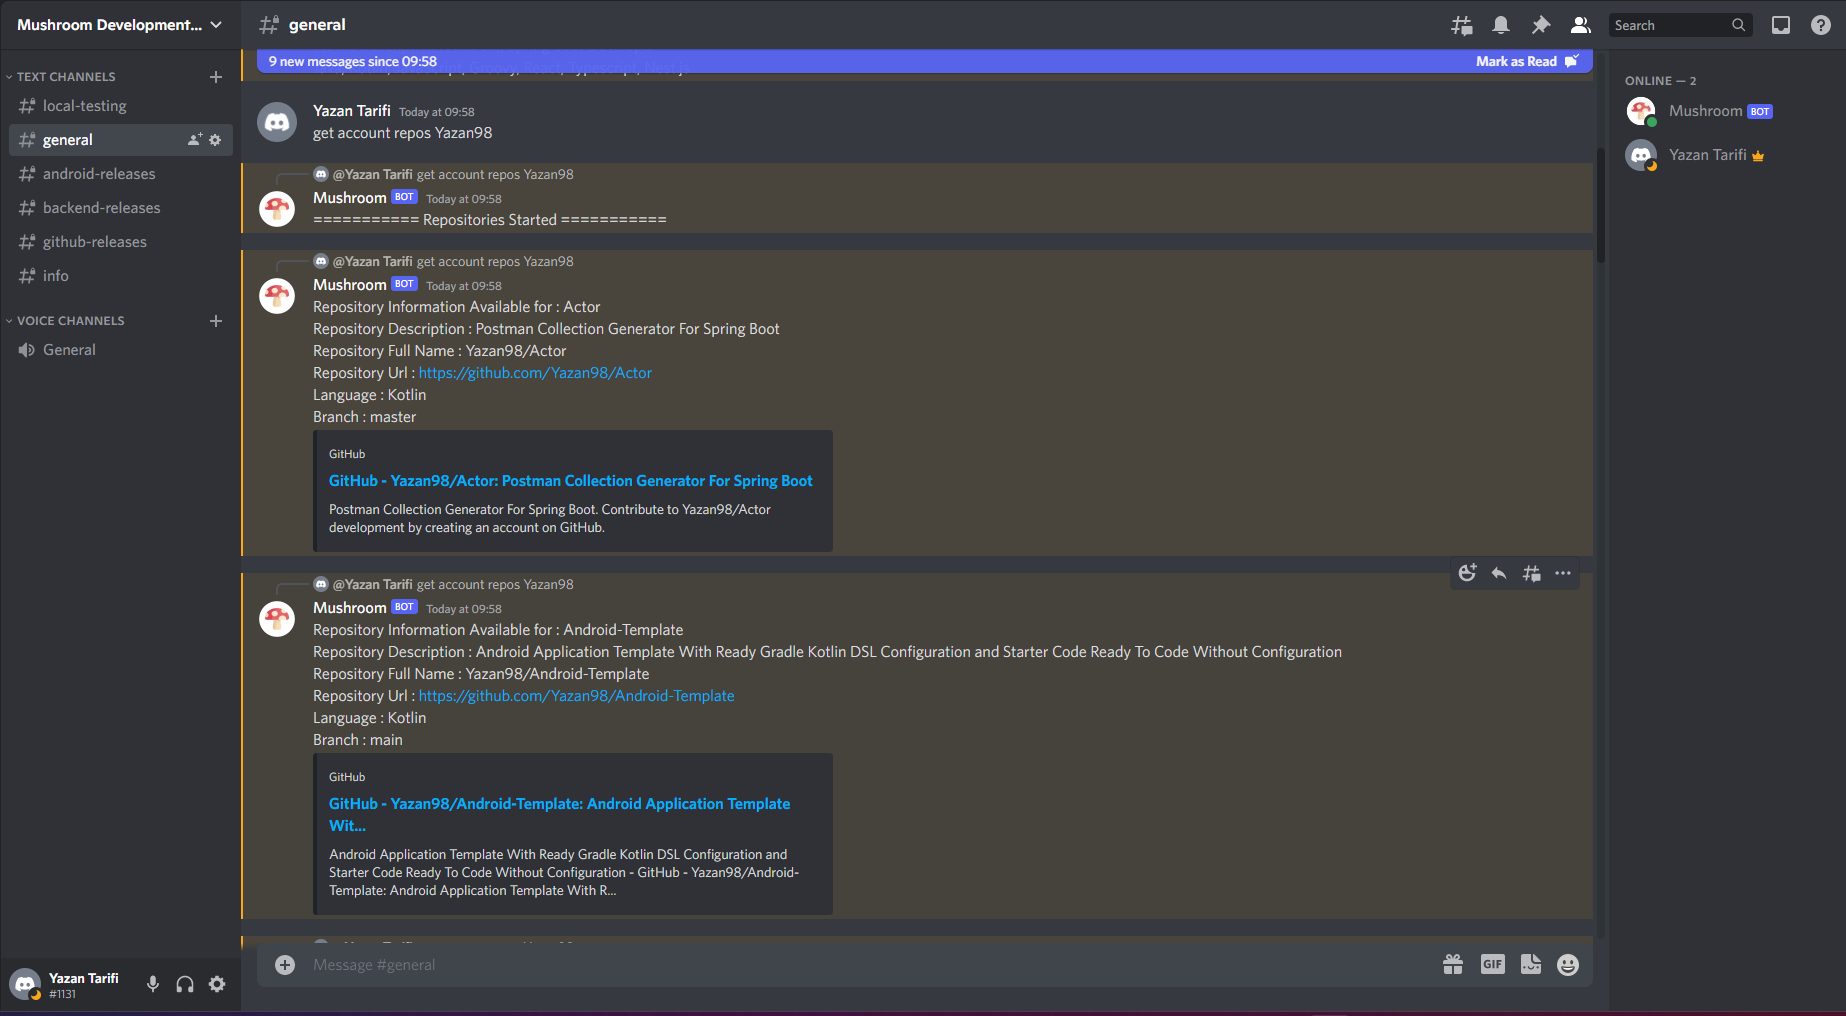 Mushroom Development...
TEXT CHANNELS
local-testing
general
android-releases
backend-releases
github-releases
info
VOICE CHANNELS
General
Yazan Tarifi
#1131
general
Search
9 new messages since 09:58
Mark as Read
Groovy, React, Typescript, Nest js
Yazan Tarifi Today at 09:58
get account repos Yazan98
@Yazan Tarifi get account repos Yazan98
Mushroom BOT Today at 09:58
=========== Repositories Started ===========
@Yazan Tarifi get account repos Yazan98
Mushroom BOT Today at 09:58
Repository Information Available for : Actor
Repository Description : Postman Collection Generator For Spring Boot
Repository Full Name : Yazan98/Actor
Repository Url : https://github.com/Yazan98/Actor
Language : Kotlin
Branch : master
GitHub
GitHub - Yazan98/Actor: Postman Collection Generator For Spring Boot
Postman Collection Generator For Spring Boot. Contribute to Yazan98/Actor
development by creating an account on GitHub.
@Yazan Tarifi get account repos Yazan98
Mushroom BOT Today at 09:58
Repository Information Available for : Android-Template
Repository Description : Android Application Template With Ready Gradle Kotlin DSL Configuration and Starter Code Ready To Code Without Configuration
Repository Full Name : Yazan98/Android-Template
Repository Url : https://github.com/Yazan98/Android-Template
Language : Kotlin
Branch : main
GitHub
GitHub - Yazan98/Android-Template: Android Application Template
Wit...
Android Application Template With Ready Gradle Kotlin DSL Configuration and
Starter Code Ready To Code Without Configuration - GitHub - Yazan98/Android-
Template: Android Application Template With R...
Message #general
GIF
ONLINE — 2
Mushroom BOT
Yazan Tarifi